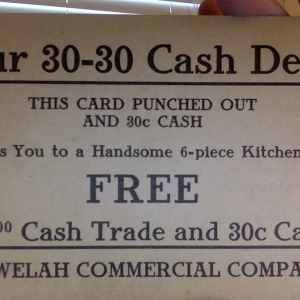 ur 30-30 Cash De
THIS CARD PUNCHED OUT
AND 30c CASH
s You to a Handsome 6-piece Kitchen
FREE
00 Cash Trade and 30c Ca
WELAH COMMERCIAL COMPA